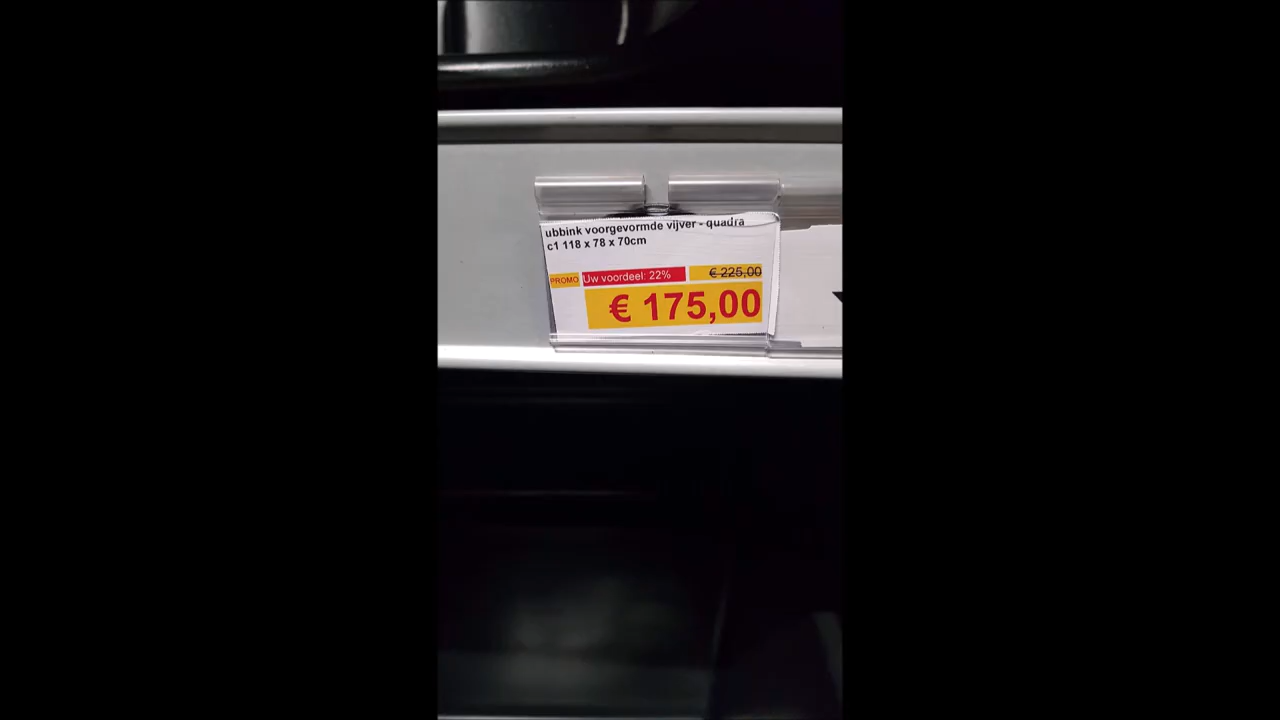 ubbink voorgevormde vijver - quadra
c1 118 x 78 x 70cm
PROMO Uw voordeel: 22% € 225,00
€ 175,00